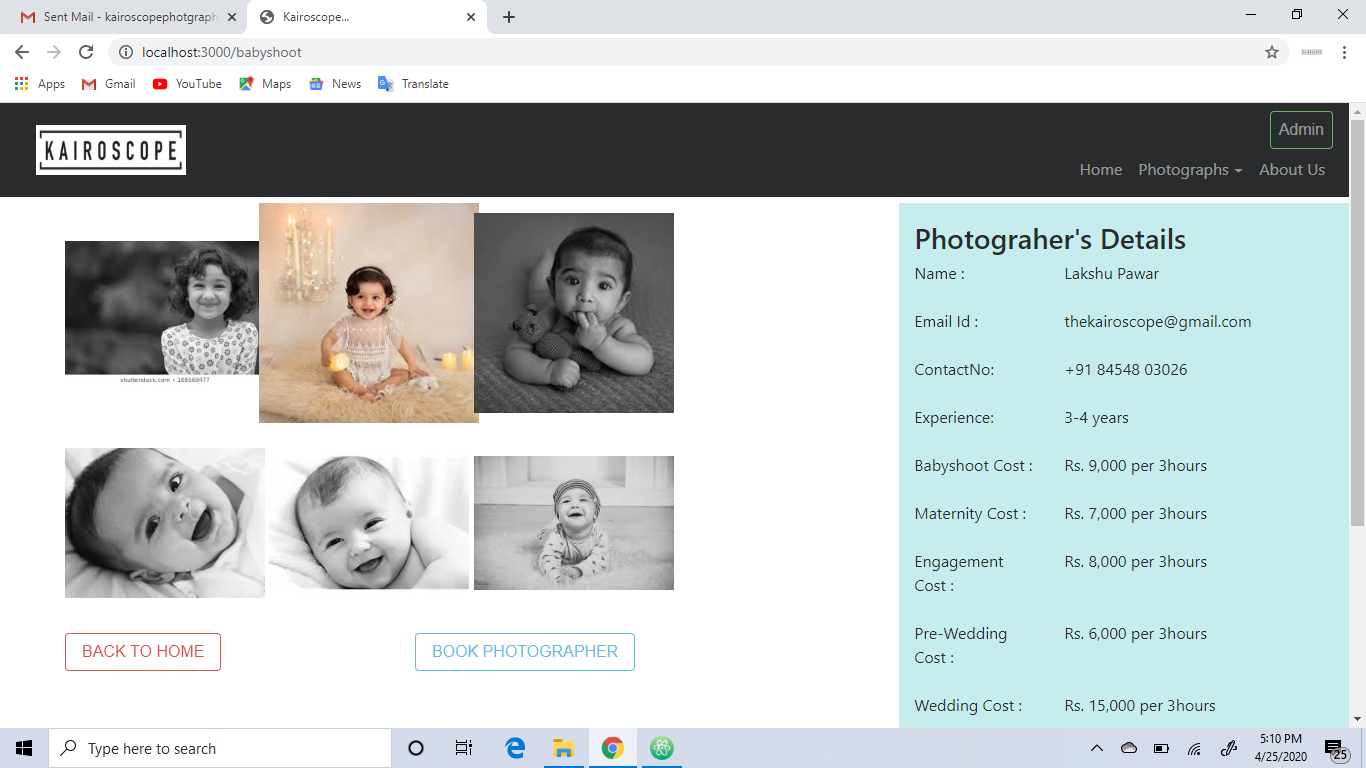 Sent Mail - kairoscopephotgraph
Kairoscope...
localhost:3000/babyshoot
Apps
Gmail
YouTube
Maps
News
Translate
KAIROSCOPE
Admin
Home
Photographs
About Us
shutterstock.com • 189569477
BACK TO HOME
BOOK PHOTOGRAPHER
Photograher's Details
Name : Lakshu Pawar
Email Id : thekairoscope@gmail.com
ContactNo: +91 84548 03026
Experience: 3-4 years
Babyshoot Cost : Rs. 9,000 per 3hours
Maternity Cost : Rs. 7,000 per 3hours
Engagement Rs. 8,000 per 3hours
Cost :
Pre-Wedding Rs. 6,000 per 3hours
Cost :
Wedding Cost : Rs. 15,000 per 3hours
Type here to search
5:10 PM
4/25/2020
25